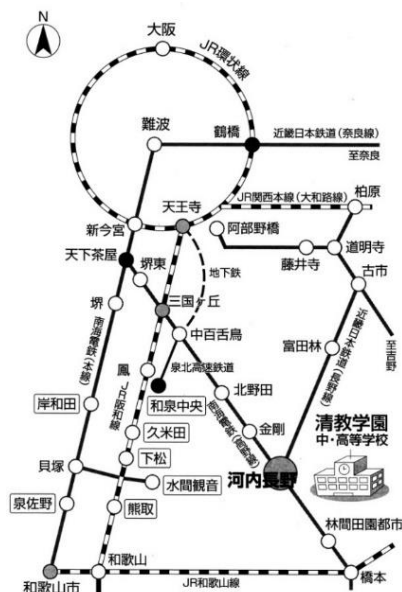 N
大阪
JR環状線
難波
鶴橋
近畿日本鉄道(奈良線)
至奈良
天王寺
JR関西本線(大和路線)
柏原
新今宮
阿部野橋
天下茶屋
堺東
地下鉄
藤井寺
道明寺
古市
堺
三国ヶ丘
中百舌鳥
南海電鉄(本線)
鳳
JR阪和線
泉北高速鉄道
和泉中央
富田林
近畿日本鉄道(長野線)
至吉野
岸和田
北野田
南海電鉄(高野線)
金剛
久米田
清教学園
中・高等学校
下松
河内長野
貝塚
水間観音
泉佐野
熊取
林間田園都市
和歌山
和歌山市
JR和歌山線
橋本